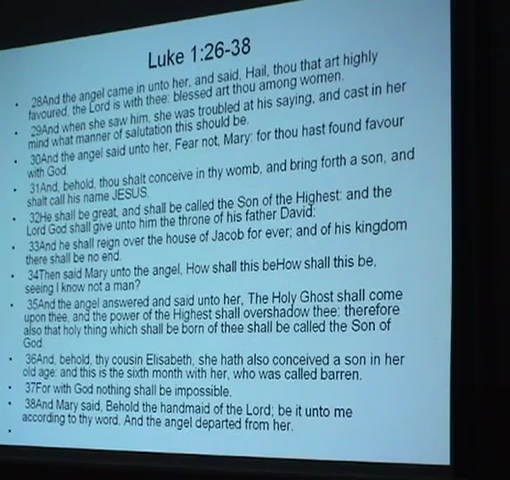 Luke 1:26-38
• 28And the angel came in unto her, and said, Hail, thou that art highly
favoured, the Lord is with thee: blessed art thou among women.
• 29And when she saw him, she was troubled at his saying, and cast in her
mind what manner of salutation this should be.
• 30And the angel said unto her, Fear not, Mary: for thou hast found favour
with God.
• 31And, behold, thou shalt conceive in thy womb, and bring forth a son, and
shalt call his name JESUS.
• 32He shall be great, and shall be called the Son of the Highest: and the
Lord God shall give unto him the throne of his father David:
• 33And he shall reign over the house of Jacob for ever; and of his kingdom
there shall be no end.
• 34Then said Mary unto the angel, How shall this beHow shall this be,
seeing I know not a man?
• 35And the angel answered and said unto her, The Holy Ghost shall come
upon thee, and the power of the Highest shall overshadow thee: therefore
also that holy thing which shall be born of thee shall be called the Son of
God.
• 36And, behold, thy cousin Elisabeth, she hath also conceived a son in her
old age: and this is the sixth month with her, who was called barren.
• 37For with God nothing shall be impossible.
• 38And Mary said, Behold the handmaid of the Lord; be it unto me
according to thy word. And the angel departed from her.
•